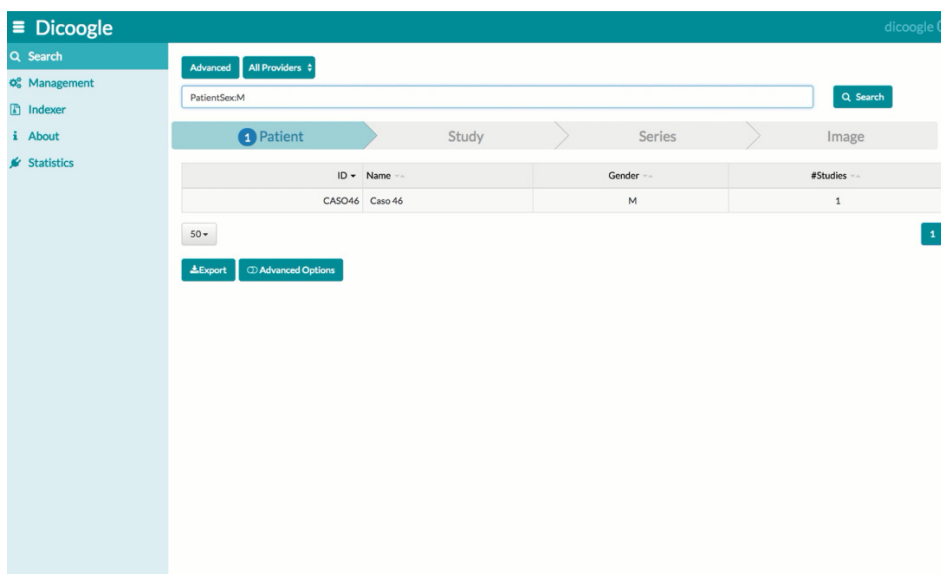 Dicoogle
dicoogle
Search
Management
Indexer
About
Statistics
Advanced All Providers
PatientSex:M
Search
1 Patient Study Series Image
ID Name Gender #Studies
CASO46 Caso 46 M 1
50
1
Export Advanced Options